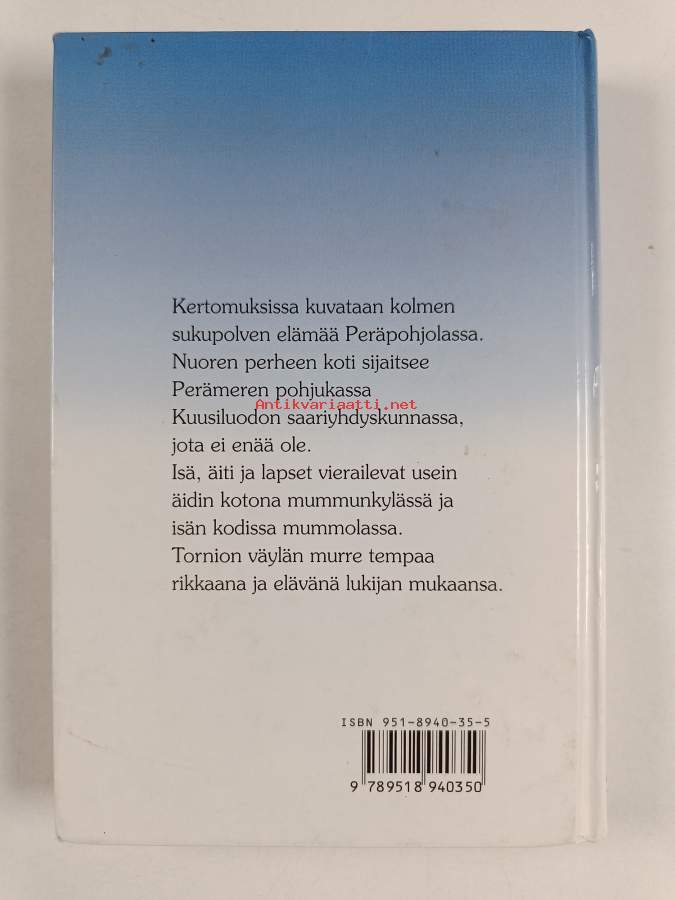 Kertomuksissa kuvataan kolmen
sukupolven elämää Peräpohjolassa.
Nuoren perheen koti sijaitsee
Perämeren pohjukassa
Antikvariaatti.net
Kuusiluodon saariyhdyskunnassa,
jota ei enää ole.
Isä, äiti ja lapset vierailevat usein
äidin kotona mummunkylässä ja
isän kodissa mummolassa.
Tornion väylän murre tempaa
rikkaana ja elävänä lukijan mukaansa.
ISBN 951-8940-35-5
9 789518 940350